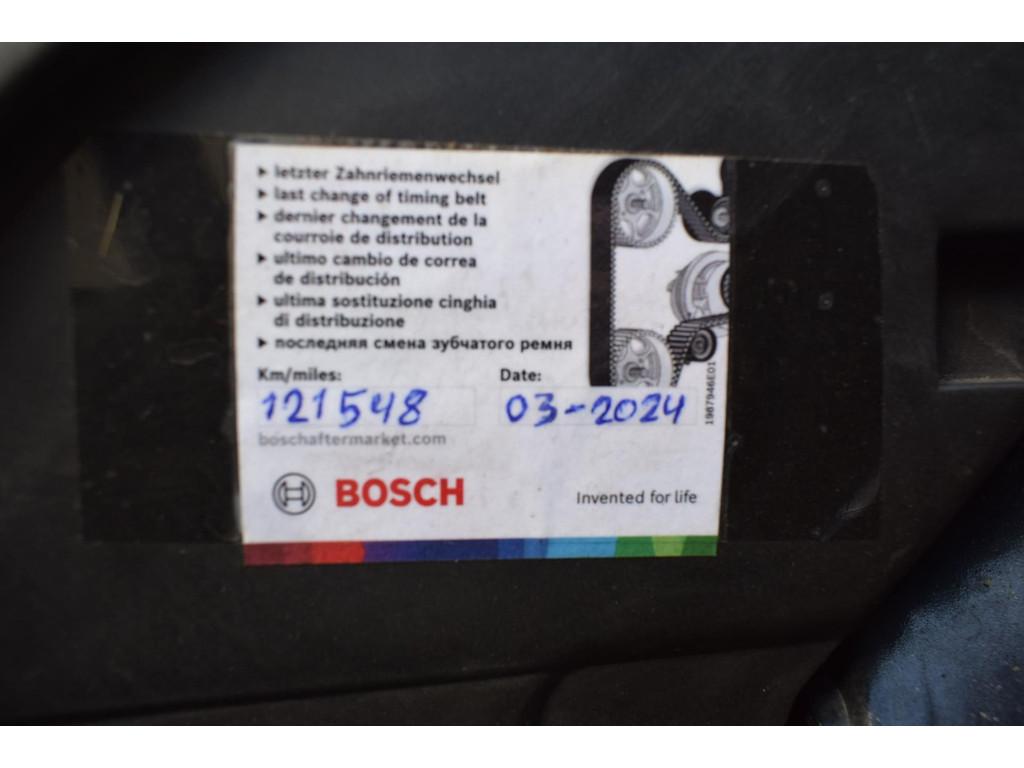 ▸ letzter Zahnriemenwechsel
▸ last change of timing belt
▸ dernier changement de la
courroie de distribution
▸ ultimo cambio de correa
de distribución
▸ ultima sostituzione cinghia
di distribuzione
▸ последняя смена зубчатого ремня
Km/miles: Date:
121548 03-2024
boschaftermarket.com
BOSCH
Invented for life
1987946E01